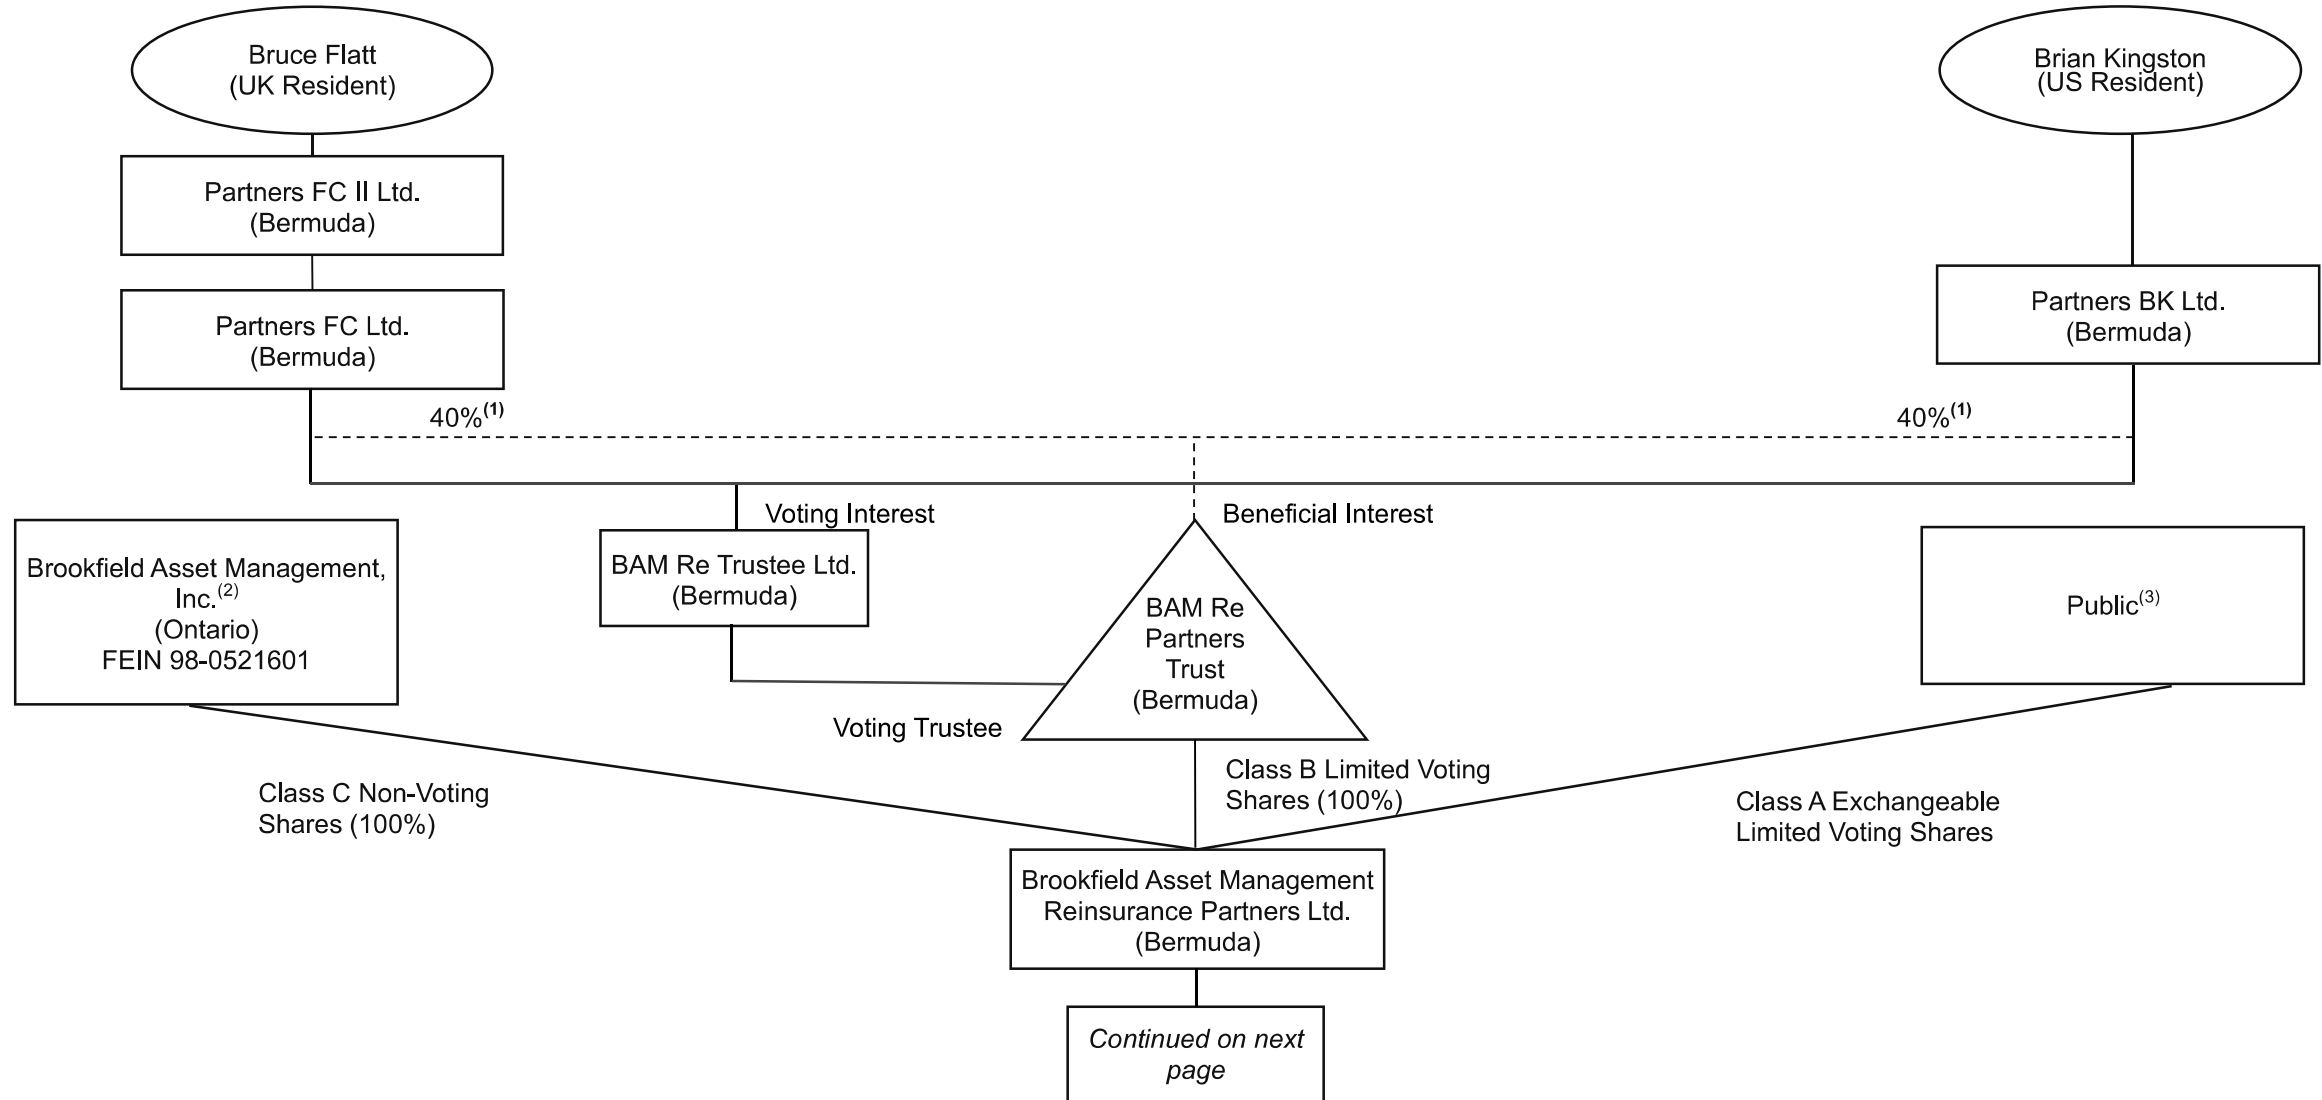 Bruce Flatt
(UK Resident)
Brian Kingston
(US Resident)
Partners FC II Ltd.
(Bermuda)
Partners FC Ltd.
(Bermuda)
Partners BK Ltd.
(Bermuda)
40%(1)
40%(1)
Voting Interest
Beneficial Interest
Brookfield Asset Management,
Inc.(2)
(Ontario)
FEIN 98-0521601
BAM Re Trustee Ltd.
(Bermuda)
BAM Re
Partners
Trust
(Bermuda)
Public(3)
Voting Trustee
Class C Non-Voting
Shares (100%)
Class B Limited Voting
Shares (100%)
Class A Exchangeable
Limited Voting Shares
Brookfield Asset Management
Reinsurance Partners Ltd.
(Bermuda)
Continued on next
page